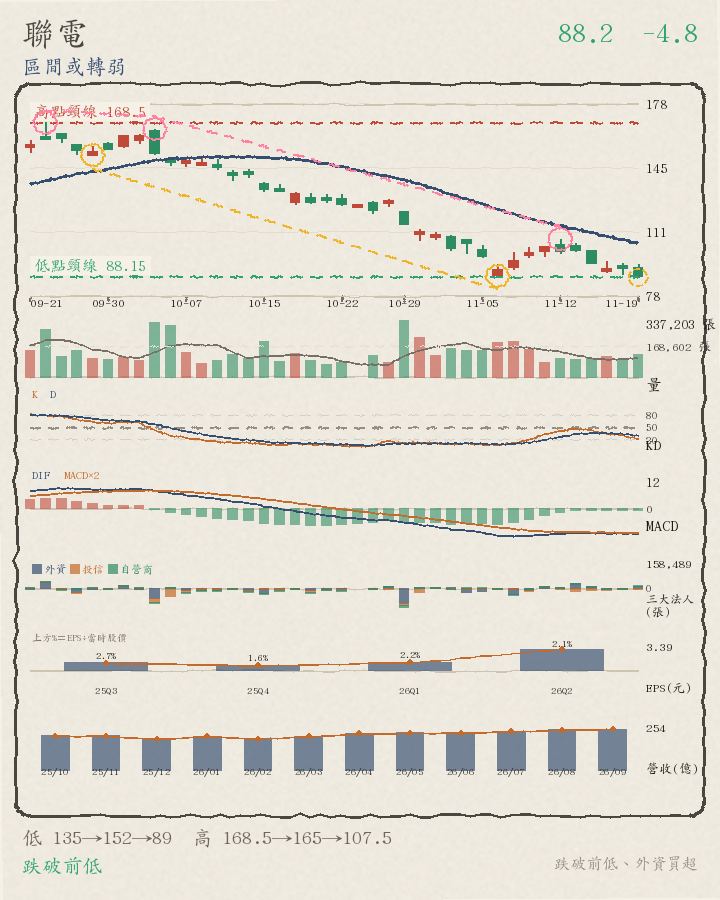 聯電
88.2 -4.8
區間或轉弱
高點頸線 168.5
低點頸線 88.15
178
145
111
78
09-21 09-30 10-07 10-15 10-22 10-29 11-05 11-12 11-19
337,203 張
168,602 張
量
K D
80
50
20
KD
DIF MACD×2
12
0
MACD
外資 投信 自營商
158,489
0
三大法人
(張)
上方%=EPS÷當時股價
2.7% 1.6% 2.2% 2.1%
3.39
25Q3 25Q4 26Q1 26Q2
EPS(元)
254
25/10 25/11 25/12 26/01 26/02 26/03 26/04 26/05 26/06 26/07 26/08 26/09
營收(億)
低 135→152→89 高 168.5→165→107.5
跌破前低
跌破前低、外資買超